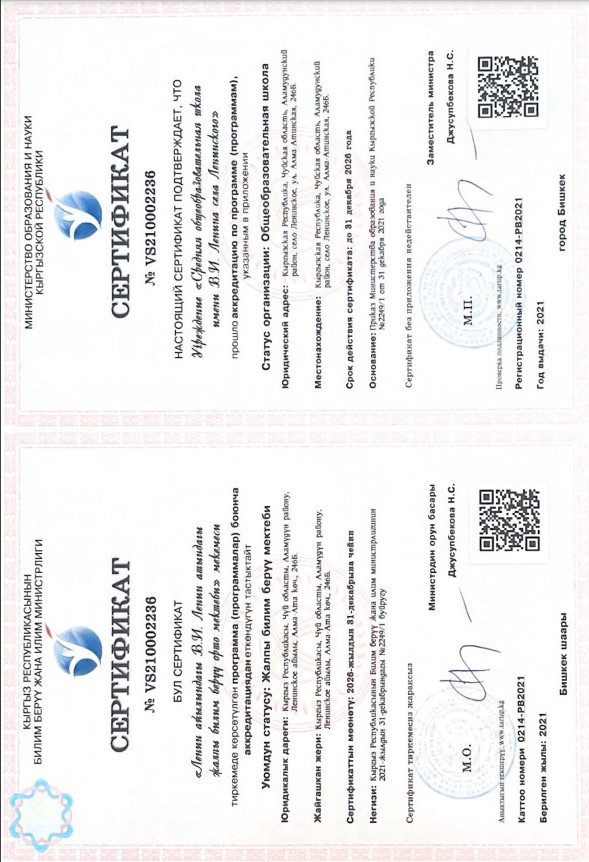 КЫРГЫЗ РЕСПУБЛИКАСЫНЫН
БИЛИМ БЕРҮҮ ЖАНА ИЛИМ МИНИСТРЛИГИ
СЕРТИФИКАТ
№ VS210002236
БУЛ СЕРТИФИКАТ
«Ленин айылындагы В.И. Ленин атындагы
жалпы билим берүү орто мектеби» мекемеси
тиркемеде көрсөтүлгөн программа (программалар) боюнча
аккредитациядан өткөндүгүн тастыктайт
Уюмдун статусу: Жалпы билим берүү мектеби
Юридикалык дареги: Кыргыз Республикасы, Чүй областы, Аламүдүн району,
Ленинское айылы, Алма Ата көч., 246Б.
Жайгашкан жери: Кыргыз Республикасы, Чүй областы, Аламүдүн району,
Ленинское айылы, Алма Ата көч., 246Б.
Сертификаттын мөөнөтү: 2026-жылдын 31-декабрына чейин
Негизи: Кыргыз Республикасынын Билим берүү жана илим министрлигинин
2021-жылдын 31-декабрындагы №2249/1 буйругу
Сертификат тиркемесиз жараксыз
Министрдин орун басары
Джусупбекова Н.С.
М.О.
Аныктыгын текшерүү, www.tartip.kg
Каттоо номери 0214-РВ2021
Берилген жылы: 2021
Бишкек шаары
МИНИСТЕРСТВО ОБРАЗОВАНИЯ И НАУКИ
КЫРГЫЗСКОЙ РЕСПУБЛИКИ
СЕРТИФИКАТ
№ VS210002236
НАСТОЯЩИЙ СЕРТИФИКАТ ПОДТВЕРЖДАЕТ, ЧТО
Учреждение «Средняя общеобразовательная школа
имени В.И. Ленина села Ленинского»
прошло аккредитацию по программе (программам),
указанным в приложении
Статус организации: Общеобразовательная школа
Юридический адрес: Кыргызская Республика, Чуйская область, Аламудунский
район, село Ленинское, ул. Алма Атинская, 246Б.
Местонахождение: Кыргызская Республика, Чуйская область, Аламудунский
район, село Ленинское, ул. Алма-Атинская, 246Б.
Срок действия сертификата: до 31 декабря 2026 года
Основание: Приказ Министерства образования и науки Кыргызской Республики
№2249/1 от 31 декабря 2021 года
Сертификат без приложения недействителен
Заместитель министра
Джусупбекова Н.С.
М.П.
Проверка подлинности, www.tartip.kg
Регистрационный номер 0214-РВ2021
Год выдачи: 2021
город Бишкек